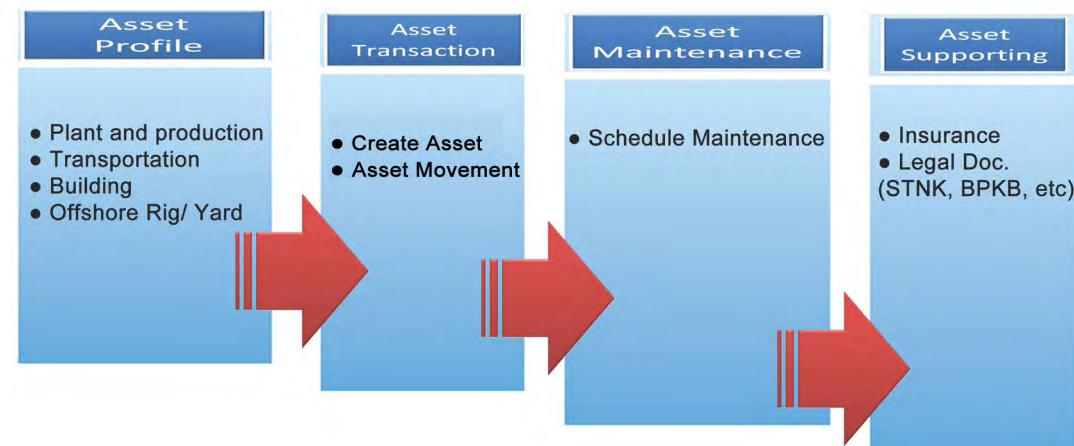 Asset
Profile
● Plant and production
● Transportation
● Building
● Offshore Rig/ Yard
Asset
Transaction
● Create Asset
● Asset Movement
Asset
Maintenance
● Schedule Maintenance
Asset
Supporting
● Insurance
● Legal Doc.
(STNK, BPKB, etc)